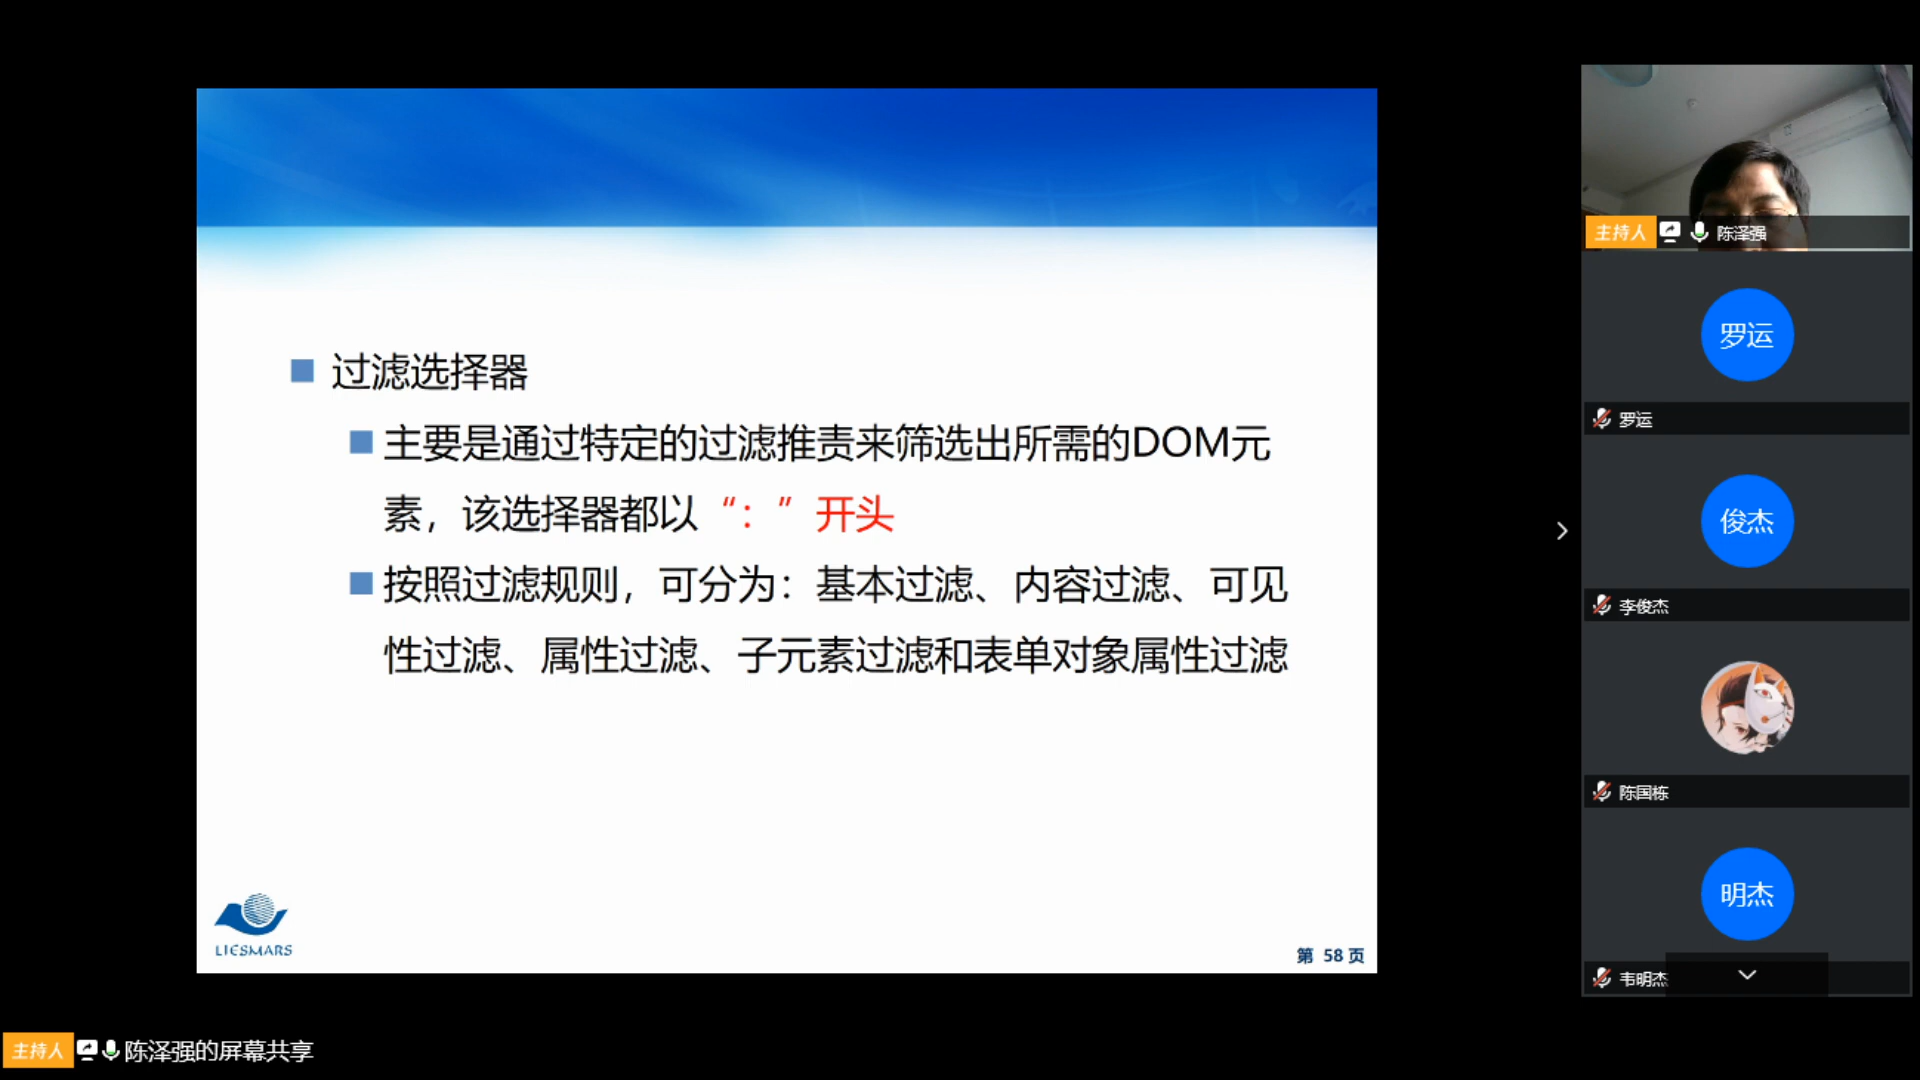 过滤选择器
主要是通过特定的过滤推责来筛选出所需的DOM元
素，该选择器都以“：”开头
按照过滤规则，可分为：基本过滤、内容过滤、可见
性过滤、属性过滤、子元素过滤和表单对象属性过滤
LIESMARS
第 58 页
主持人 陈泽强
罗运
罗运
俊杰
李俊杰
陈国栋
明杰
韦明杰
主持人 陈泽强的屏幕共享